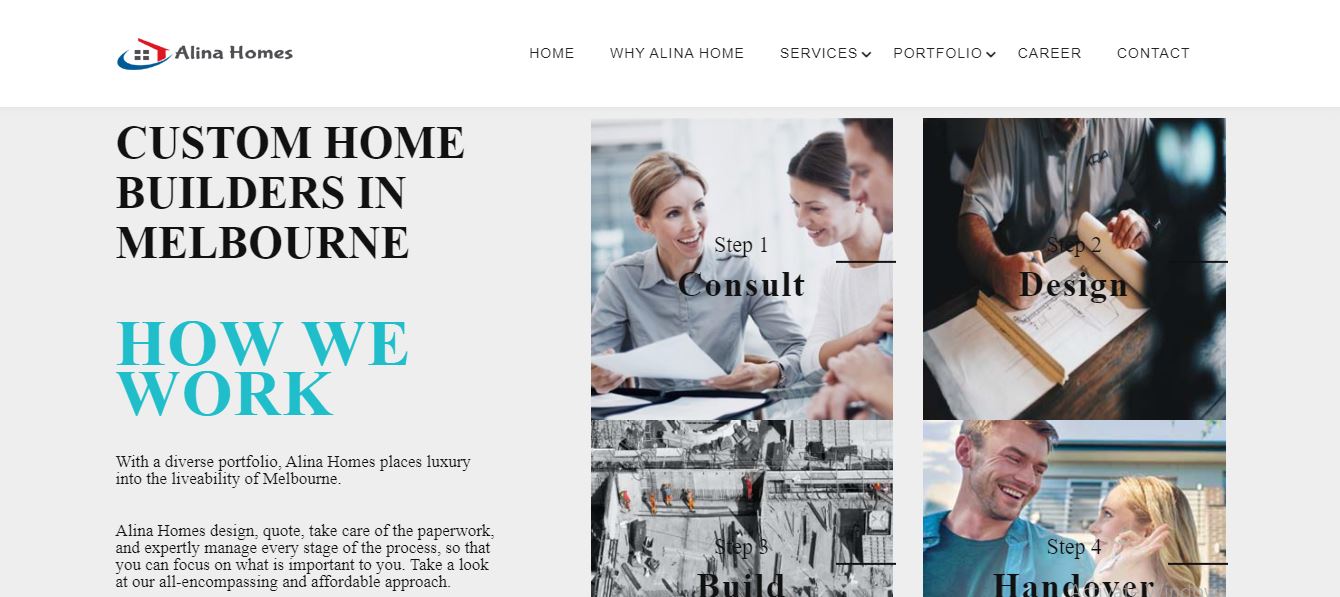 Alina Homes
HOME
WHY ALINA HOME
SERVICES
PORTFOLIO
CAREER
CONTACT
CUSTOM HOME
BUILDERS IN
MELBOURNE
HOW WE
WORK
With a diverse portfolio, Alina Homes places luxury
into the liveability of Melbourne.
Alina Homes design, quote, take care of the paperwork,
and expertly manage every stage of the process, so that
you can focus on what is important to you. Take a look
at our all-encompassing and affordable approach.
Step 1
Consult
Step 2
Design
Step 3
Build
Step 4
Handover